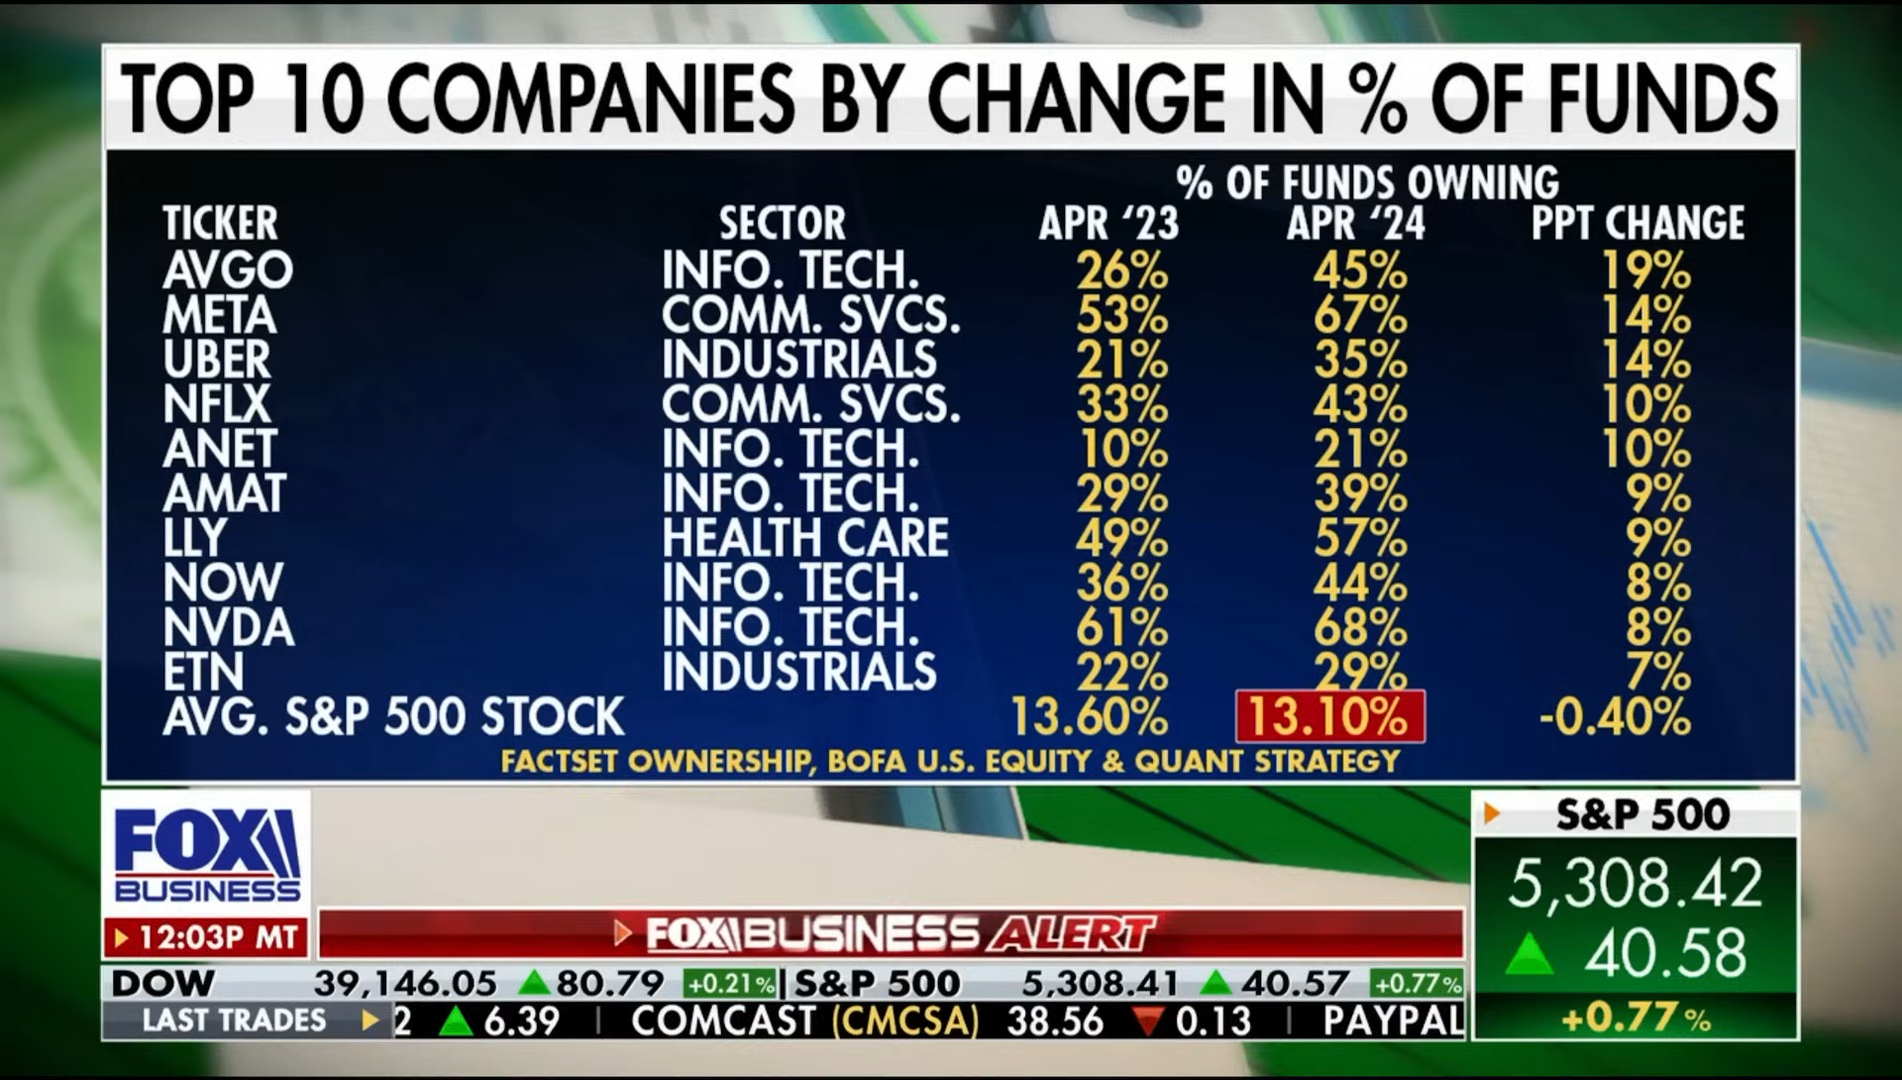 TOP 10 COMPANIES BY CHANGE IN % OF FUNDS
% OF FUNDS OWNING
TICKER SECTOR APR ‘23 APR ‘24 PPT CHANGE
AVGO INFO. TECH. 26% 45% 19%
META COMM. SVCS. 53% 67% 14%
UBER INDUSTRIALS 21% 35% 14%
NFLX COMM. SVCS. 33% 43% 10%
ANET INFO. TECH. 10% 21% 10%
AMAT INFO. TECH. 29% 39% 9%
LLY HEALTH CARE 49% 57% 9%
NOW INFO. TECH. 36% 44% 8%
NVDA INFO. TECH. 61% 68% 8%
ETN INDUSTRIALS 22% 29% 7%
AVG. S&P 500 STOCK 13.60% 13.10% -0.40%
FACTSET OWNERSHIP, BOFA U.S. EQUITY & QUANT STRATEGY
FOX
BUSINESS
12:03P MT
FOX BUSINESS ALERT
S&P 500
5,308.42
40.58
+0.77%
DOW 39,146.05 80.79 +0.21% S&P 500 5,308.41 40.57 +0.77%
LAST TRADES 2 6.39 | COMCAST (CMCSA) 38.56 0.13 | PAYPAL